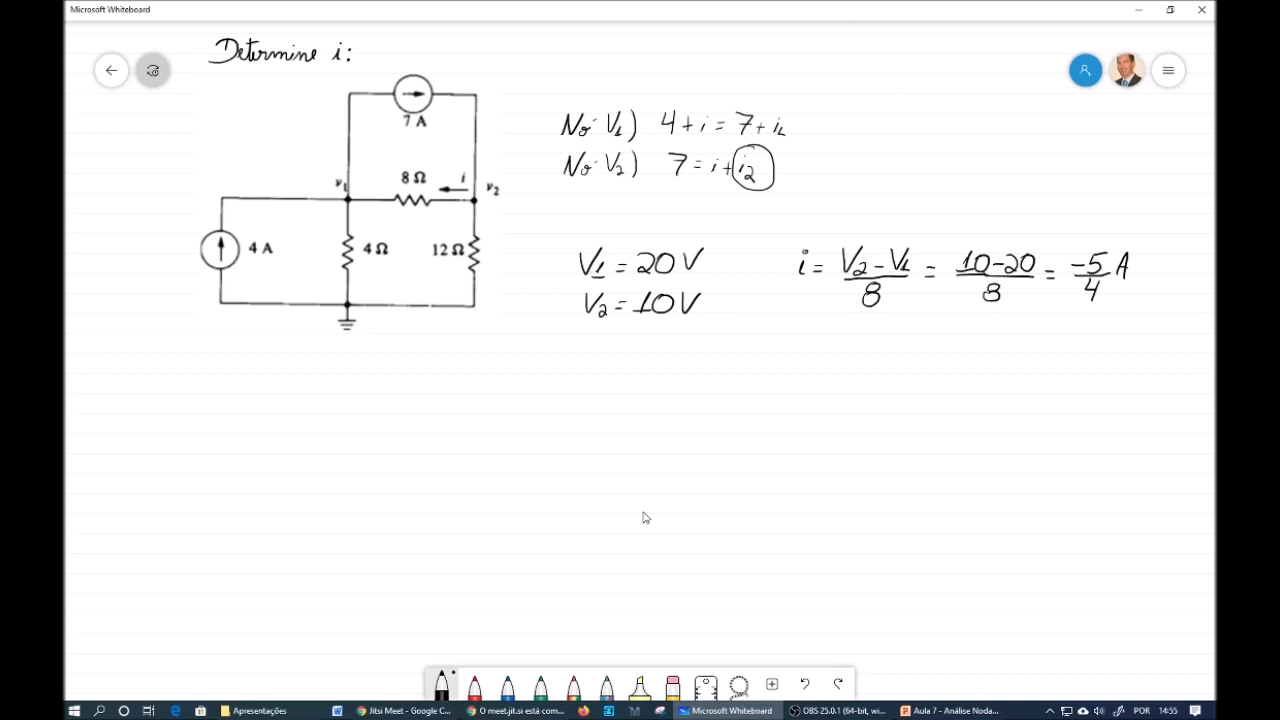 Microsoft Whiteboard
Determine i:
7 A
v1
8 Ω
i
v2
4 A
4 Ω
12 Ω
Nó V1) 4 + i = 7 + i1
Nó V2) 7 = i + i2
V1 = 20 V
V2 = 10 V
i = V2 - V1 / 8 = 10 - 20 / 8 = -5 / 4 A
Apresentações
Jitsi Meet - Google C...
O meet.jit.si está com...
Microsoft Whiteboard
OBS 25.0.1 (64-bit, wi...
Aula 7 - Análise Noda...
POR
14:55